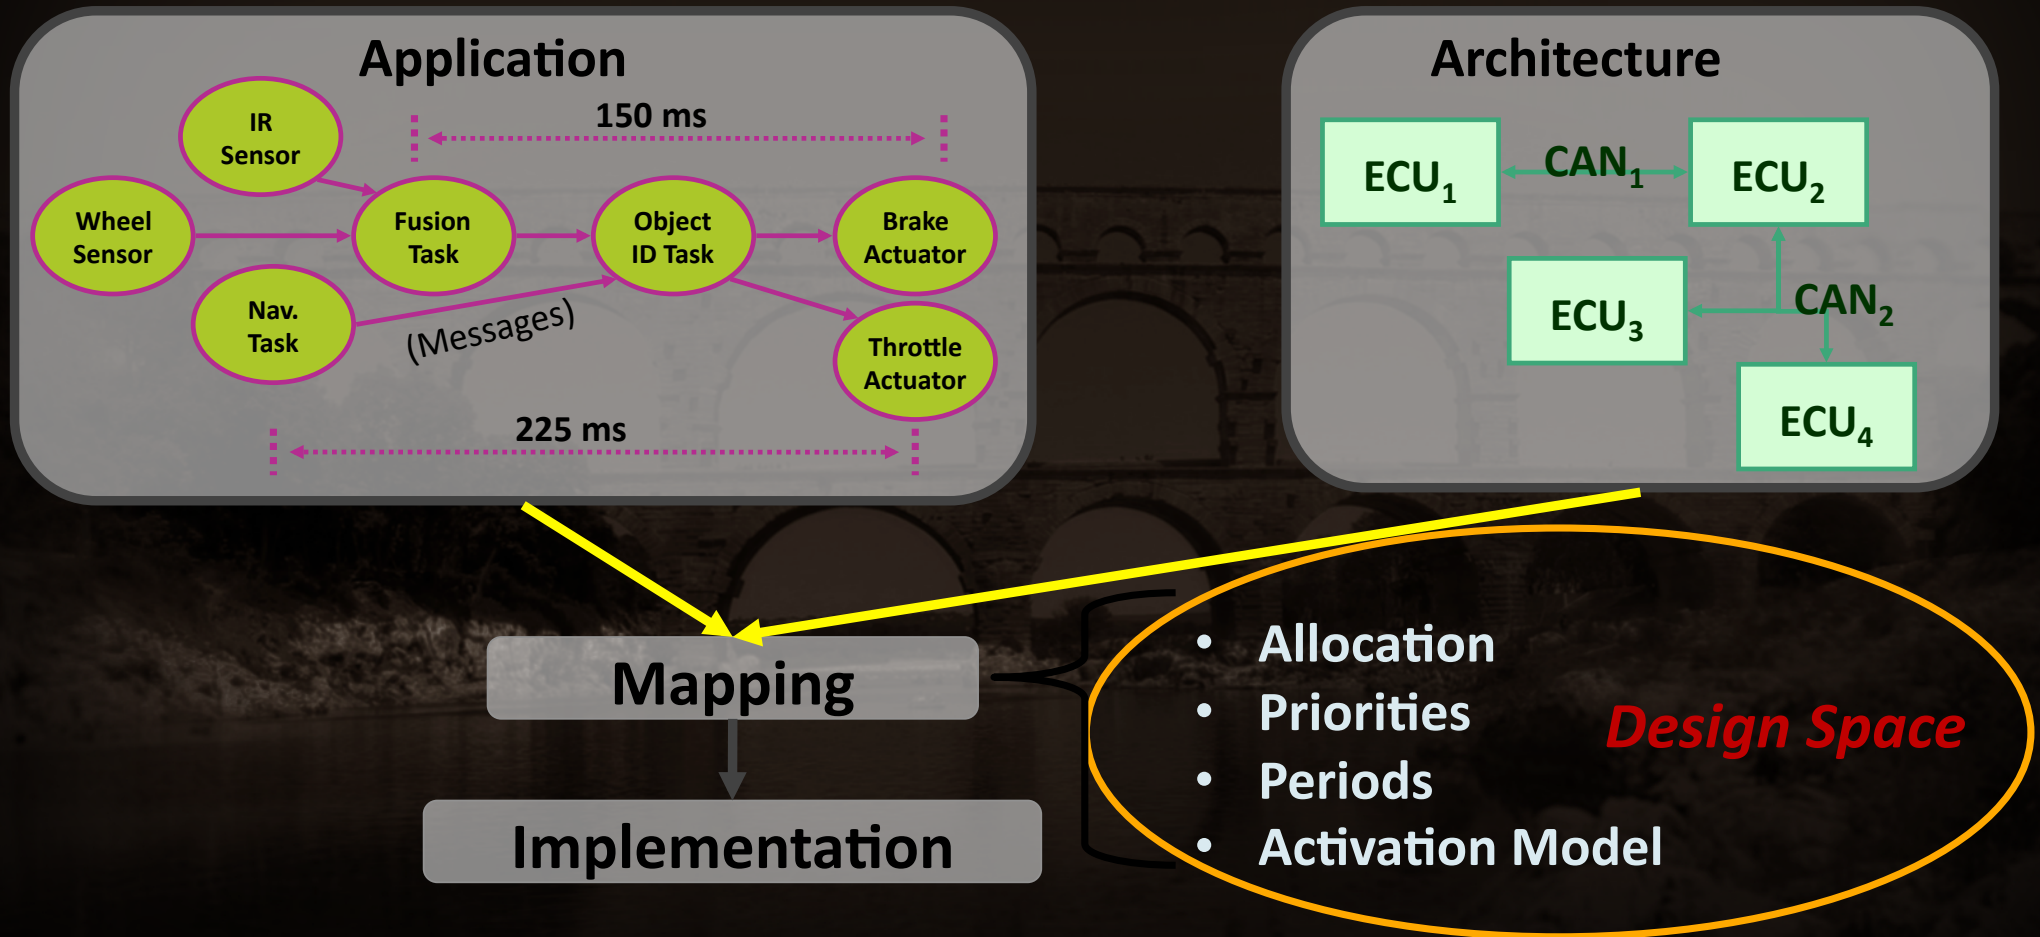 Application
150 ms
IR
Sensor
Wheel
Sensor
Fusion
Task
Object
ID Task
Brake
Actuator
Nav.
Task
(Messages)
Throttle
Actuator
225 ms
Architecture
ECU1
CAN1
ECU2
ECU3
CAN2
ECU4
Mapping
Implementation
• Allocation
• Priorities
• Periods
• Activation Model
Design Space